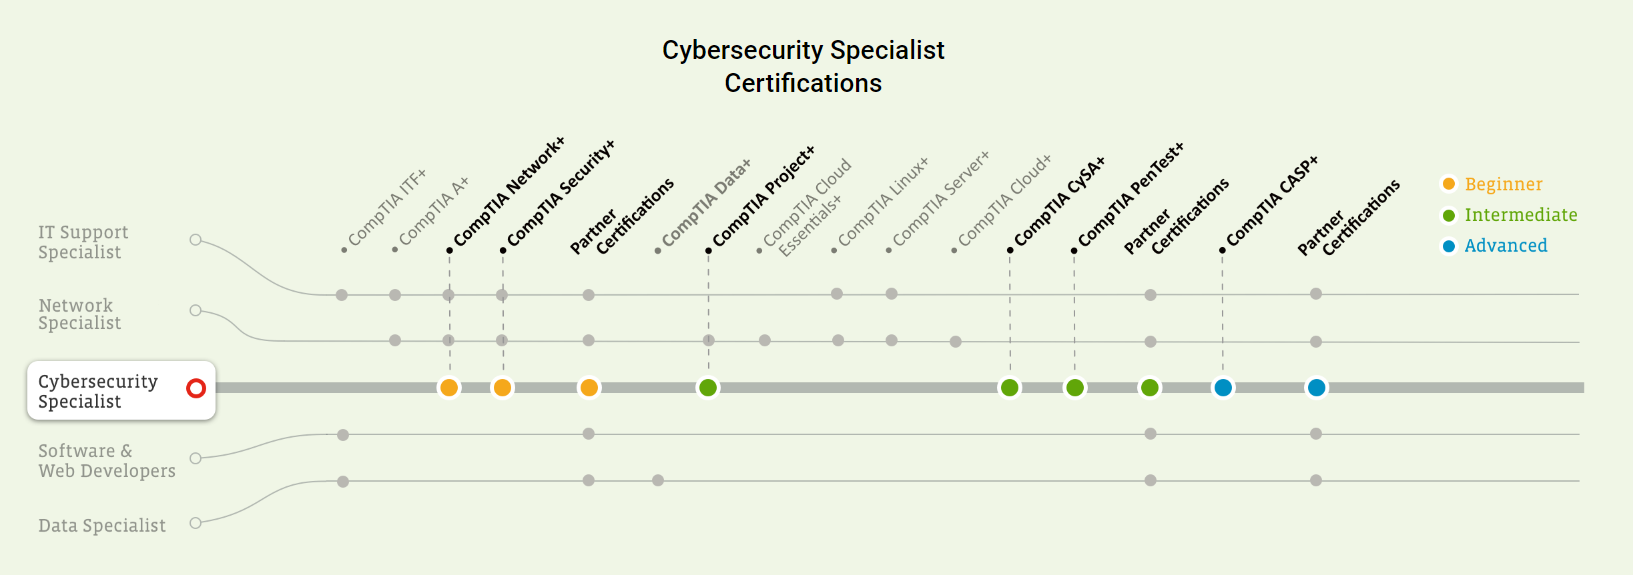 Cybersecurity Specialist
Certifications
CompTIA ITF+
CompTIA A+
CompTIA Network+
CompTIA Security+
Partner
Certifications
CompTIA Data+
CompTIA Project+
CompTIA Cloud
Essentials+
CompTIA Linux+
CompTIA Server+
CompTIA Cloud+
CompTIA CySA+
CompTIA PenTest+
Partner
Certifications
CompTIA CASP+
Partner
Certifications
Beginner
Intermediate
Advanced
IT Support
Specialist
Network
Specialist
Cybersecurity
Specialist
Software &
Web Developers
Data Specialist